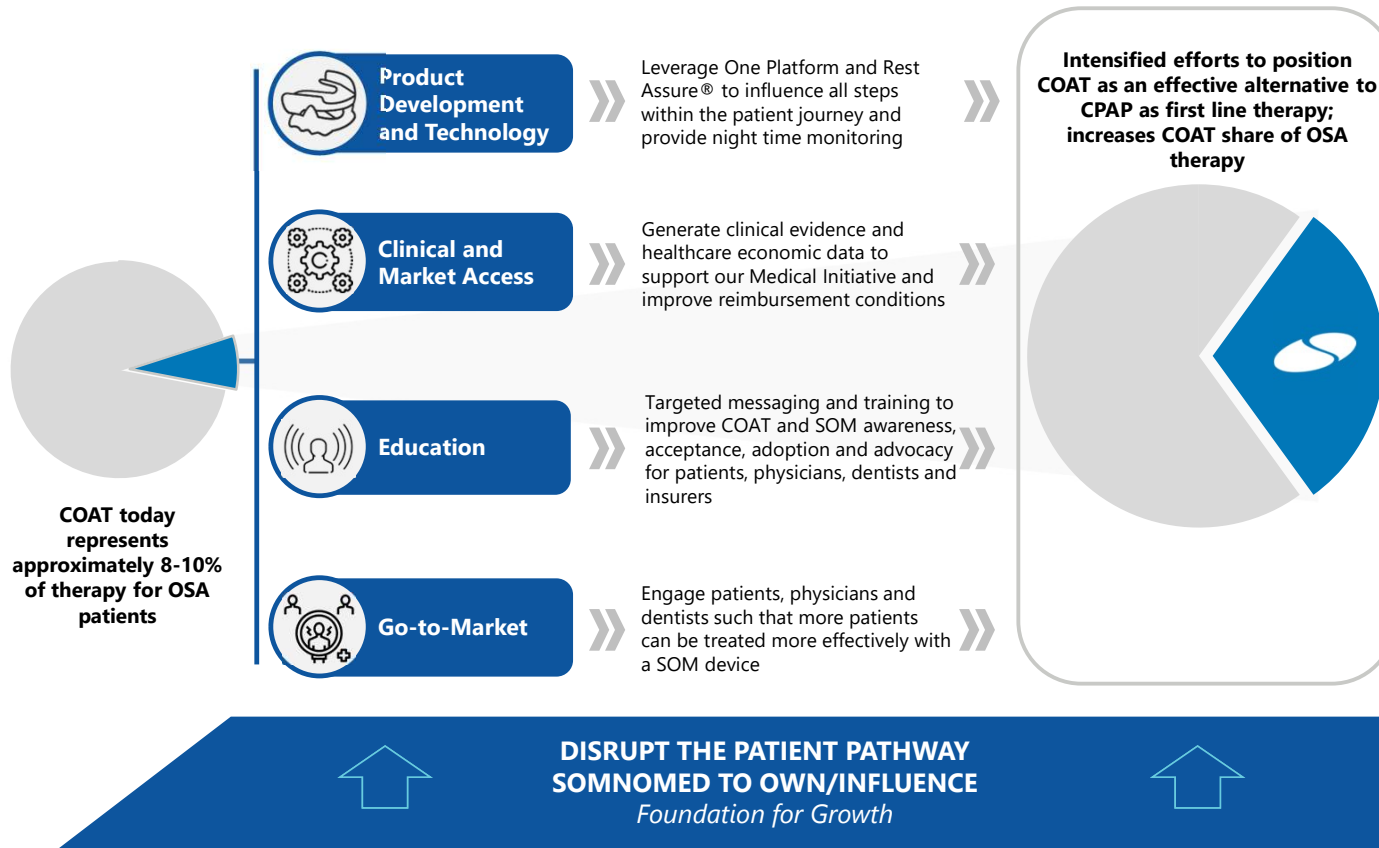 COAT today
represents
approximately 8-10%
of therapy for OSA
patients
Product
Development
and Technology
Leverage One Platform and Rest
Assure® to influence all steps
within the patient journey and
provide night time monitoring
Clinical and
Market Access
Generate clinical evidence and
healthcare economic data to
support our Medical Initiative and
improve reimbursement conditions
Education
Targeted messaging and training to
improve COAT and SOM awareness,
acceptance, adoption and advocacy
for patients, physicians, dentists and
insurers
Go-to-Market
Engage patients, physicians and
dentists such that more patients
can be treated more effectively with
a SOM device
Intensified efforts to position
COAT as an effective alternative to
CPAP as first line therapy;
increases COAT share of OSA
therapy
DISRUPT THE PATIENT PATHWAY
SOMNOMED TO OWN/INFLUENCE
Foundation for Growth